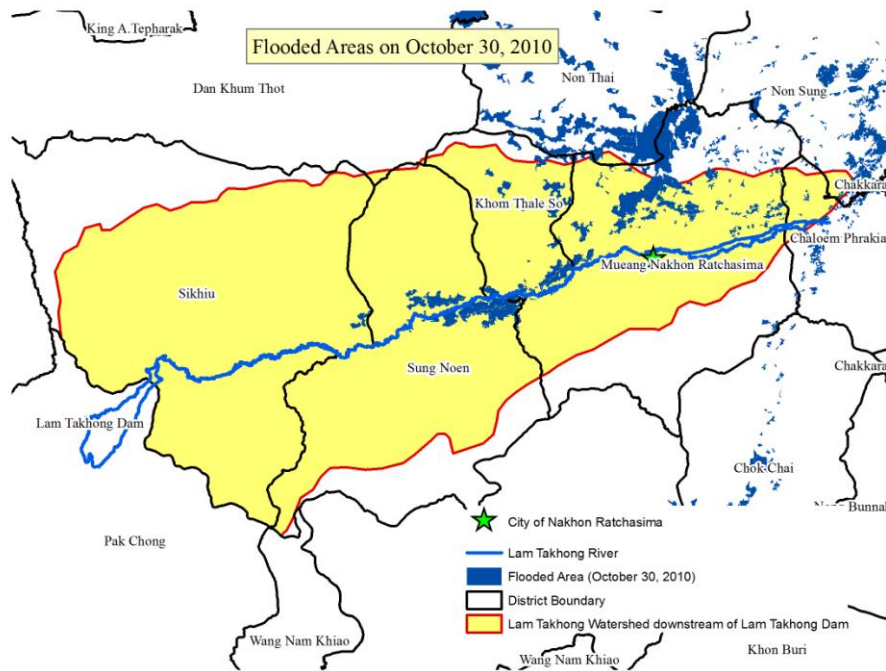 King A.Tepharak
Flooded Areas on October 30, 2010
Non Thai
Dan Khum Thot
Non Sung
Khom Thale So
Chakkara
Chaloem Phrakia
Mueang Nakhon Ratchasima
Sikhiu
Sung Noen
Chakkara
Lam Takhong Dam
Chok Chai
Bunnal
City of Nakhon Ratchasima
Pak Chong
Lam Takhong River
Flooded Area (October 30, 2010)
District Boundary
Lam Takhong Watershed downstream of Lam Takhong Dam
Wang Nam Khiao
Khon Buri
Wang Nam Khiao